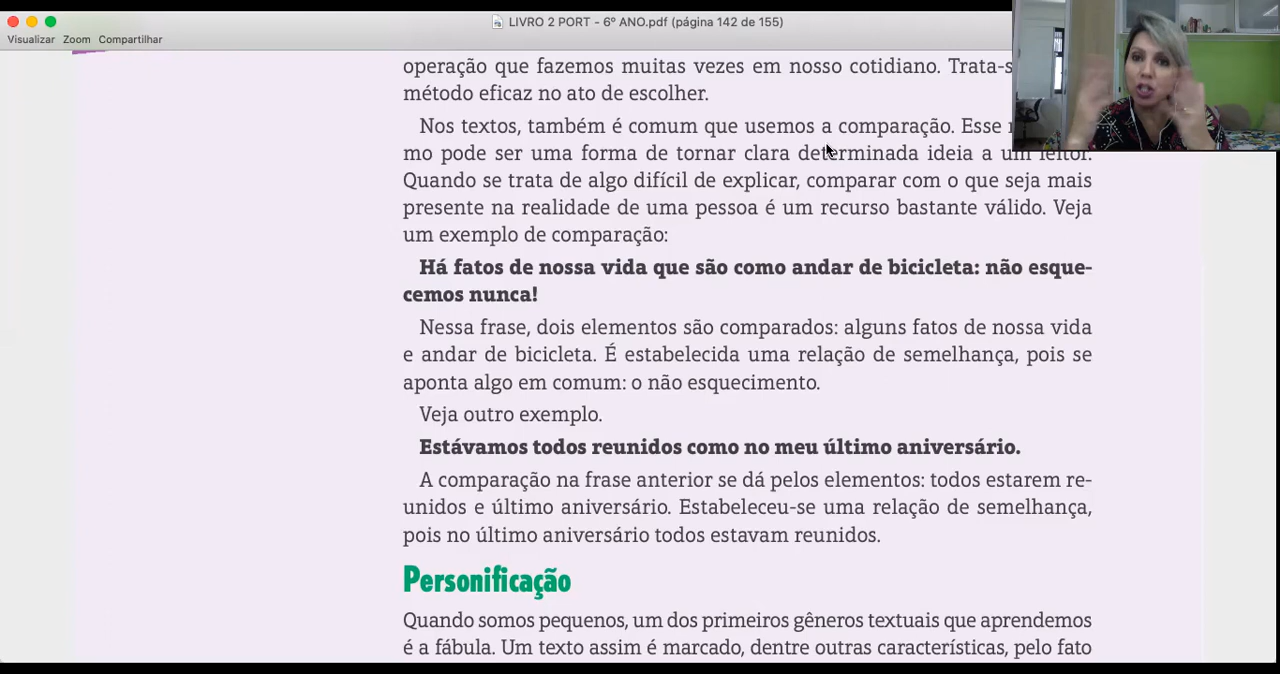 LIVRO 2 PORT - 6º ANO.pdf (página 142 de 155)
Visualizar Zoom Compartilhar
operação que fazemos muitas vezes em nosso cotidiano.
método eficaz no ato de escolher.
Nos textos, também é comum que usemos a comparação. Esse
mo pode ser uma forma de tornar clara determinada ideia a um leitor.
Quando se trata de algo difícil de explicar, comparar com o que seja mais
presente na realidade de uma pessoa é um recurso bastante válido. Veja
um exemplo de comparação:
Há fatos de nossa vida que são como andar de bicicleta: não esque-
cemos nunca!
Nessa frase, dois elementos são comparados: alguns fatos de nossa vida
e andar de bicicleta. É estabelecida uma relação de semelhança, pois se
aponta algo em comum: o não esquecimento.
Veja outro exemplo.
Estávamos todos reunidos como no meu último aniversário.
A comparação na frase anterior se dá pelos elementos: todos estarem re-
unidos e último aniversário. Estabeleceu-se uma relação de semelhança,
pois no último aniversário todos estavam reunidos.
Personificação
Quando somos pequenos, um dos primeiros gêneros textuais que aprendemos
é a fábula. Um texto assim é marcado, dentre outras características, pelo fato